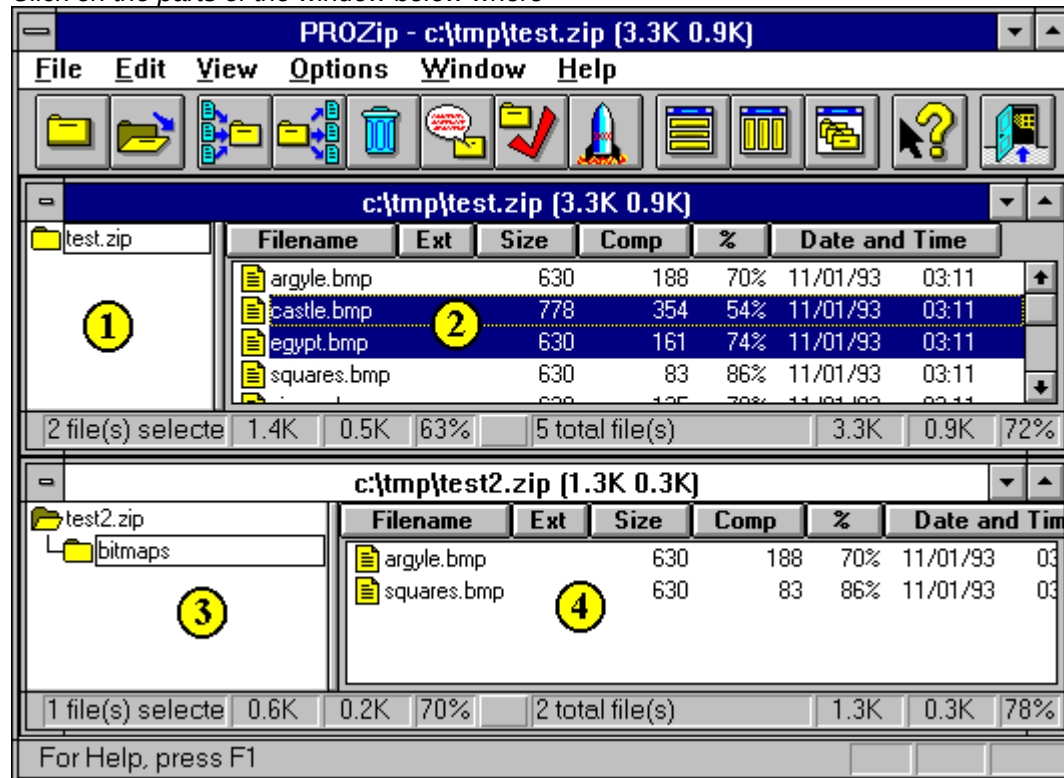 Click on the parts of the window below where
PROZip - c:\tmp\test.zip (3.3K 0.9K)
File Edit View Options Window Help
c:\tmp\test.zip (3.3K 0.9K)
test.zip
Filename Ext Size Comp % Date and Time
argyle.bmp 630 188 70% 11/01/93 03:11
castle.bmp 778 354 54% 11/01/93 03:11
egypt.bmp 630 161 74% 11/01/93 03:11
squares.bmp 630 83 86% 11/01/93 03:11
1
2
2 file(s) selecte 1.4K 0.5K 63% 5 total file(s) 3.3K 0.9K 72%
c:\tmp\test2.zip (1.3K 0.3K)
test2.zip
bitmaps
Filename Ext Size Comp % Date and Tim
argyle.bmp 630 188 70% 11/01/93 03
squares.bmp 630 83 86% 11/01/93 03
3
4
1 file(s) selecte 0.6K 0.2K 70% 2 total file(s) 1.3K 0.3K 78%
For Help, press F1